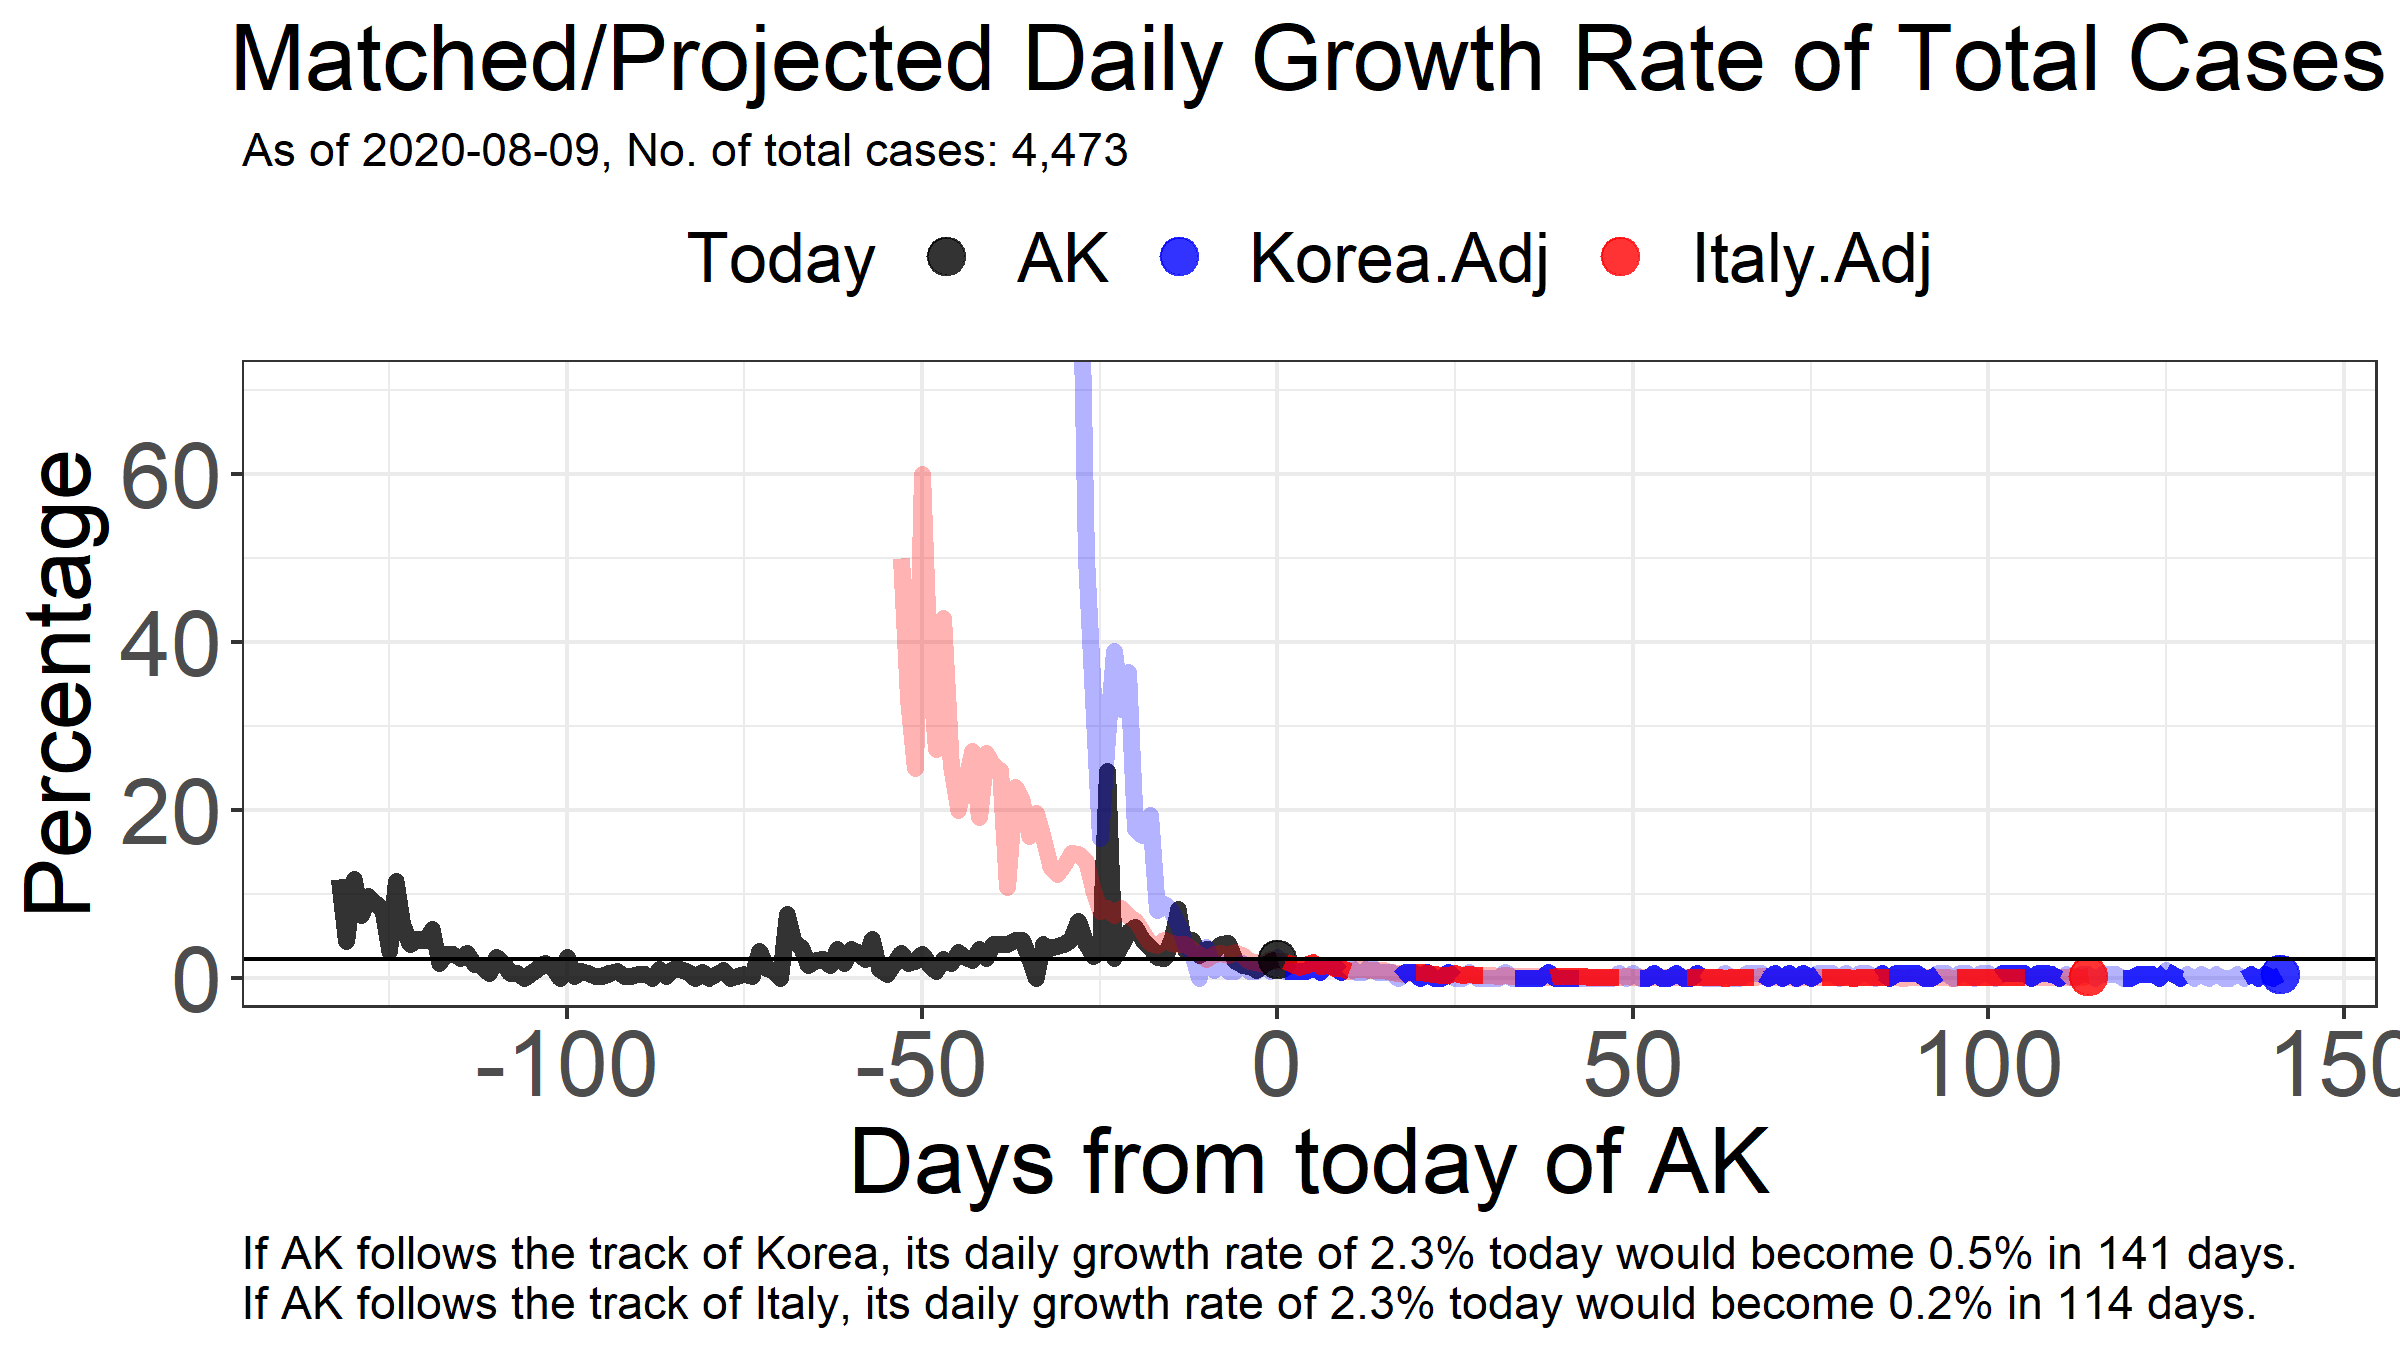 Matched/Projected Daily Growth Rate of Total Cases
As of 2020-08-09, No. of total cases: 4,473
Today AK Korea.Adj Italy.Adj
Percentage
60
40
20
0
-100 -50 0 50 100 150
Days from today of AK
If AK follows the track of Korea, its daily growth rate of 2.3% today would become 0.5% in 141 days.
If AK follows the track of Italy, its daily growth rate of 2.3% today would become 0.2% in 114 days.